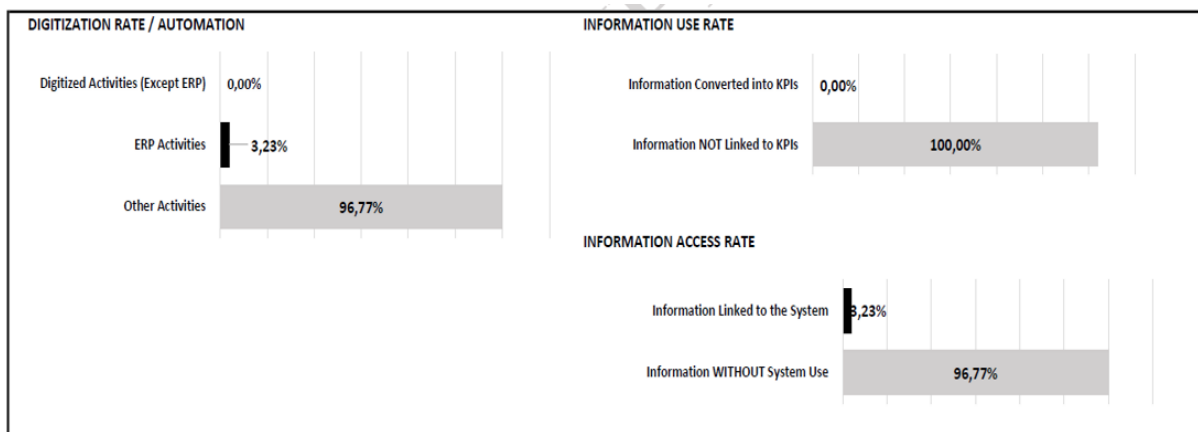 DIGITIZATION RATE / AUTOMATION
Digitized Activities (Except ERP) 0,00%
ERP Activities 3,23%
Other Activities 96,77%
INFORMATION USE RATE
Information Converted into KPIs 0,00%
Information NOT Linked to KPIs 100,00%
INFORMATION ACCESS RATE
Information Linked to the System 3,23%
Information WITHOUT System Use 96,77%